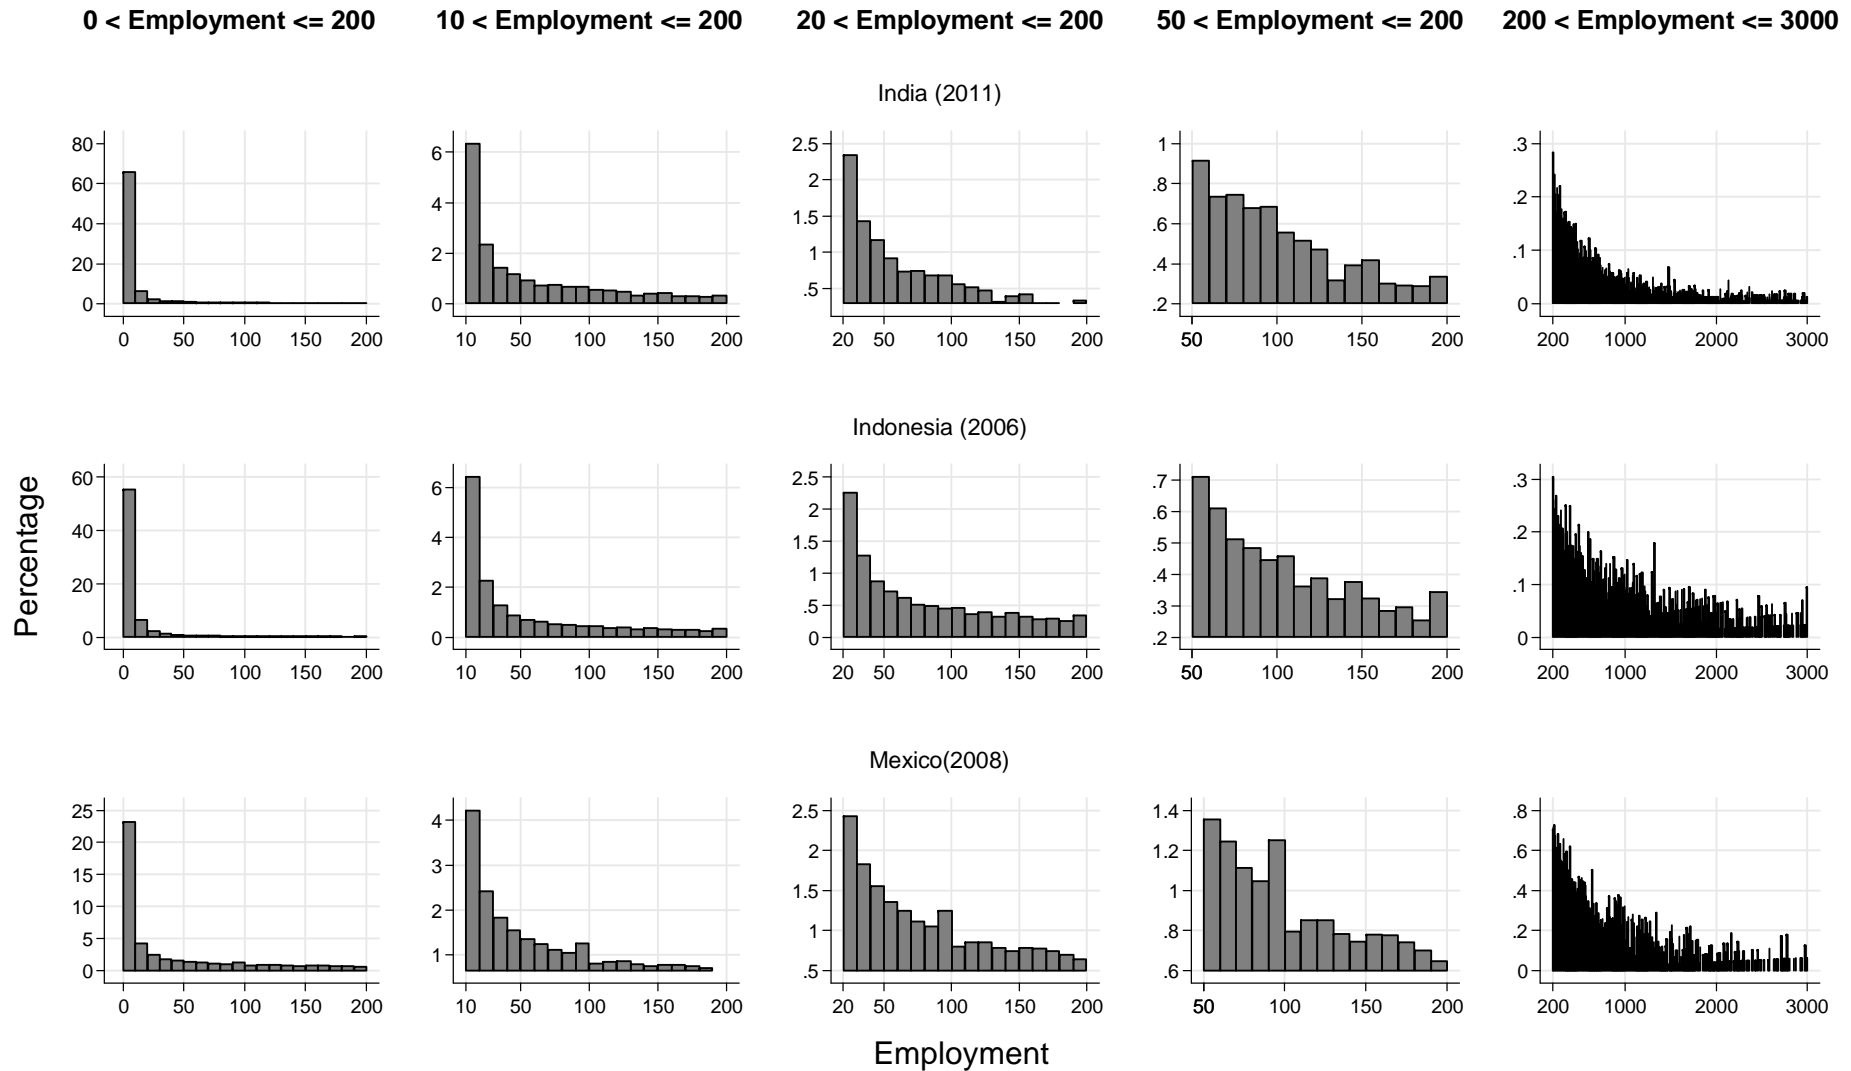 0 < Employment <= 200 10 < Employment <= 200 20 < Employment <= 200 50 < Employment <= 200 200 < Employment <= 3000
India (2011)
80 6 2.5 1 .3
60 2 .8 .2
40 4 1.5 .6 .1
20 2 1 .4
0 0 .5 .2 0
0 50 100 150 200 10 50 100 150 200 20 50 100 150 200 50 100 150 200 200 1000 2000 3000
Indonesia (2006)
60 6 2.5 .7 .3
2 .6
40 4 1.5 .5 .2
20 2 1 .4 .1
.5 .3
0 0 0 .2 0
0 50 100 150 200 10 50 100 150 200 20 50 100 150 200 50 100 150 200 200 1000 2000 3000
Percentage
Mexico(2008)
25 4 2.5 1.4 .8
20 3 2 1.2 .6
15 1 .4
10 2 1.5 .8 .2
5 1 1
0 .5 .6 0
0 50 100 150 200 10 50 100 150 200 20 50 100 150 200 50 100 150 200 200 1000 2000 3000
Employment